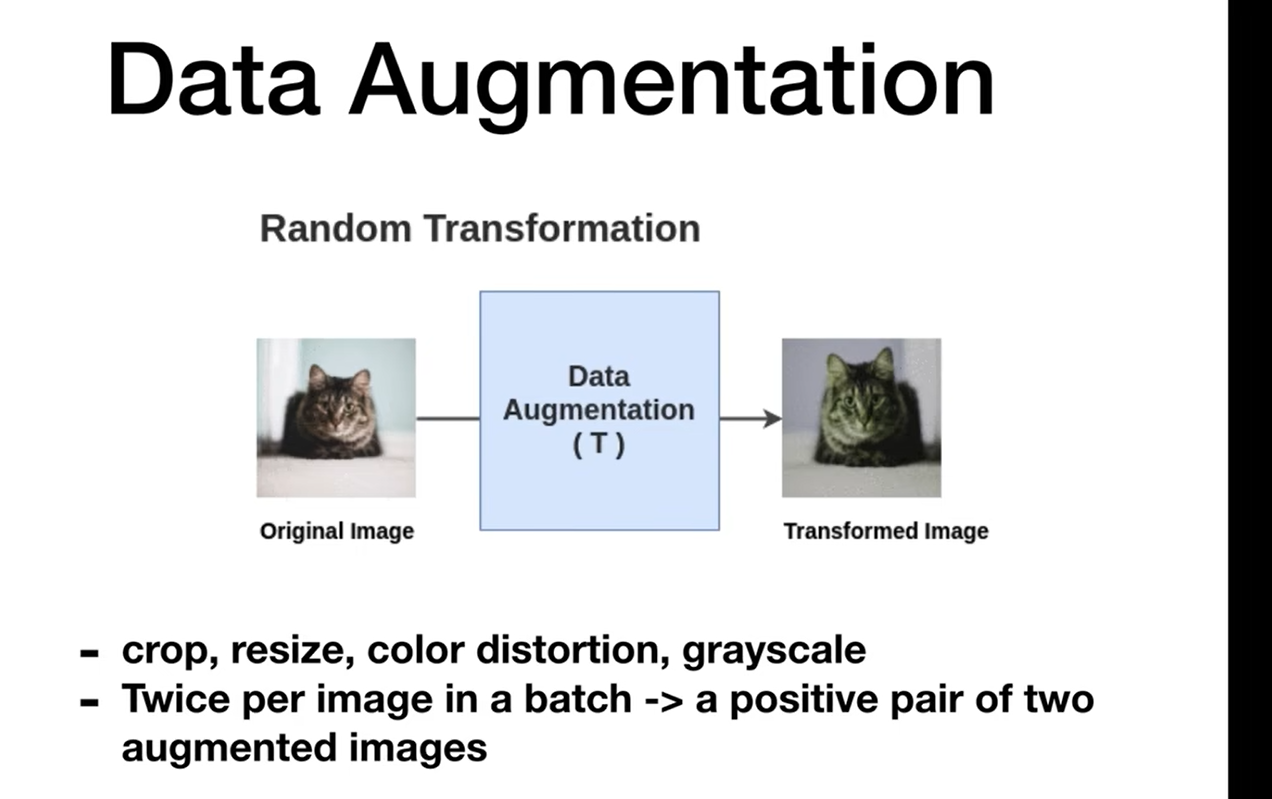 Data Augmentation
Random Transformation
Data
Augmentation
( T )
Original Image
Transformed Image
- crop, resize, color distortion, grayscale
- Twice per image in a batch -> a positive pair of two
augmented images